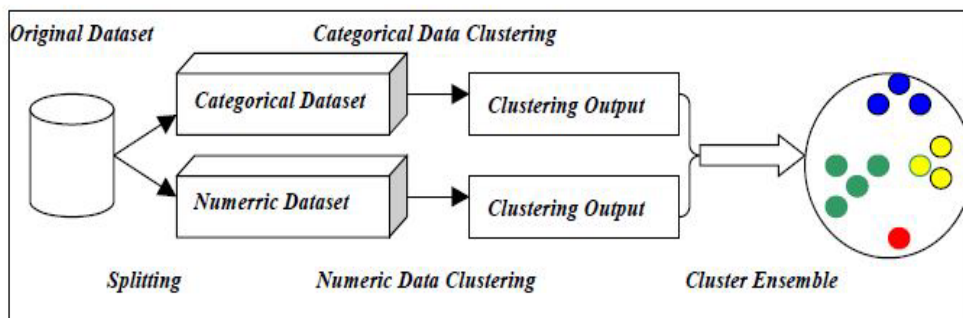 Original Dataset
Categorical Data Clustering
Categorical Dataset
Clustering Output
Numerric Dataset
Clustering Output
Splitting
Numeric Data Clustering
Cluster Ensemble